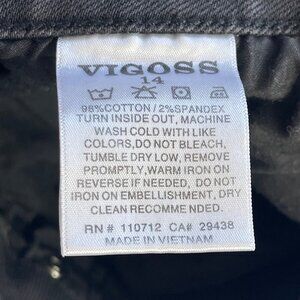 VIGOSS
14
98%COTTON/2%SPANDEX
TURN INSIDE OUT, MACHINE
WASH COLD WITH LIKE
COLORS,DO NOT BLEACH,
TUMBLE DRY LOW, REMOVE
PROMPTLY,WARM IRON ON
REVERSE IF NEEDED, DO NOT
IRON ON EMBELLISHMENT, DRY
CLEAN RECOMMENDED.
RN # 110712 CA# 29438
MADE IN VIETNAM